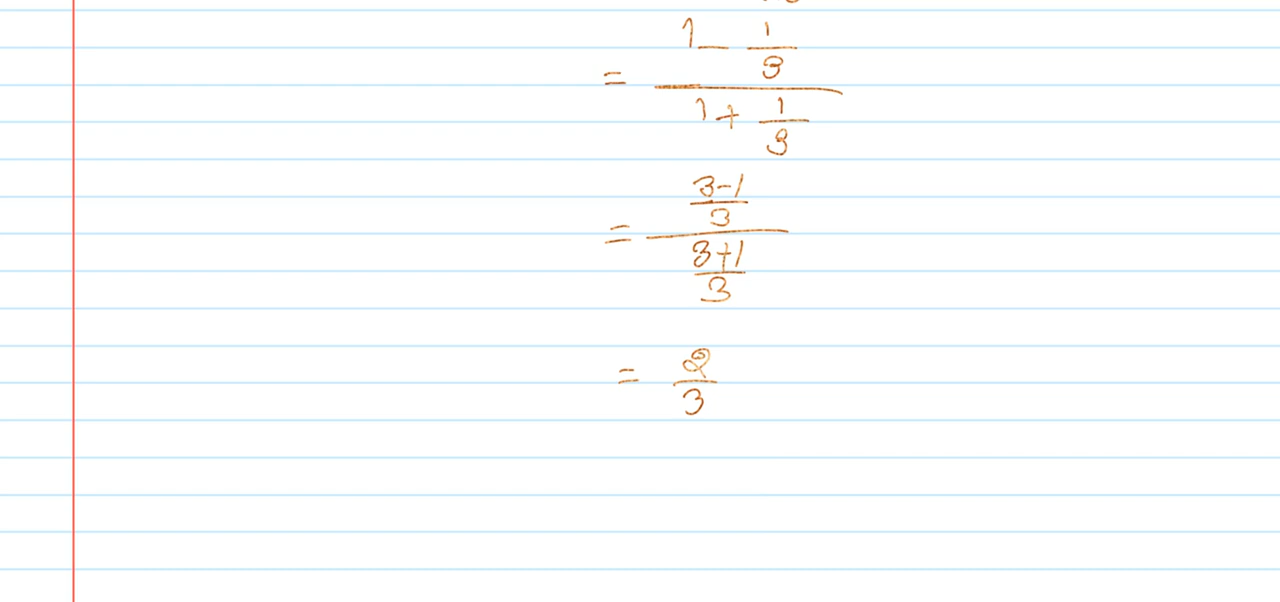 = (1 - 1/3) / (1 + 1/3)
= ((3-1)/3) / ((3+1)/3)
= 2/3